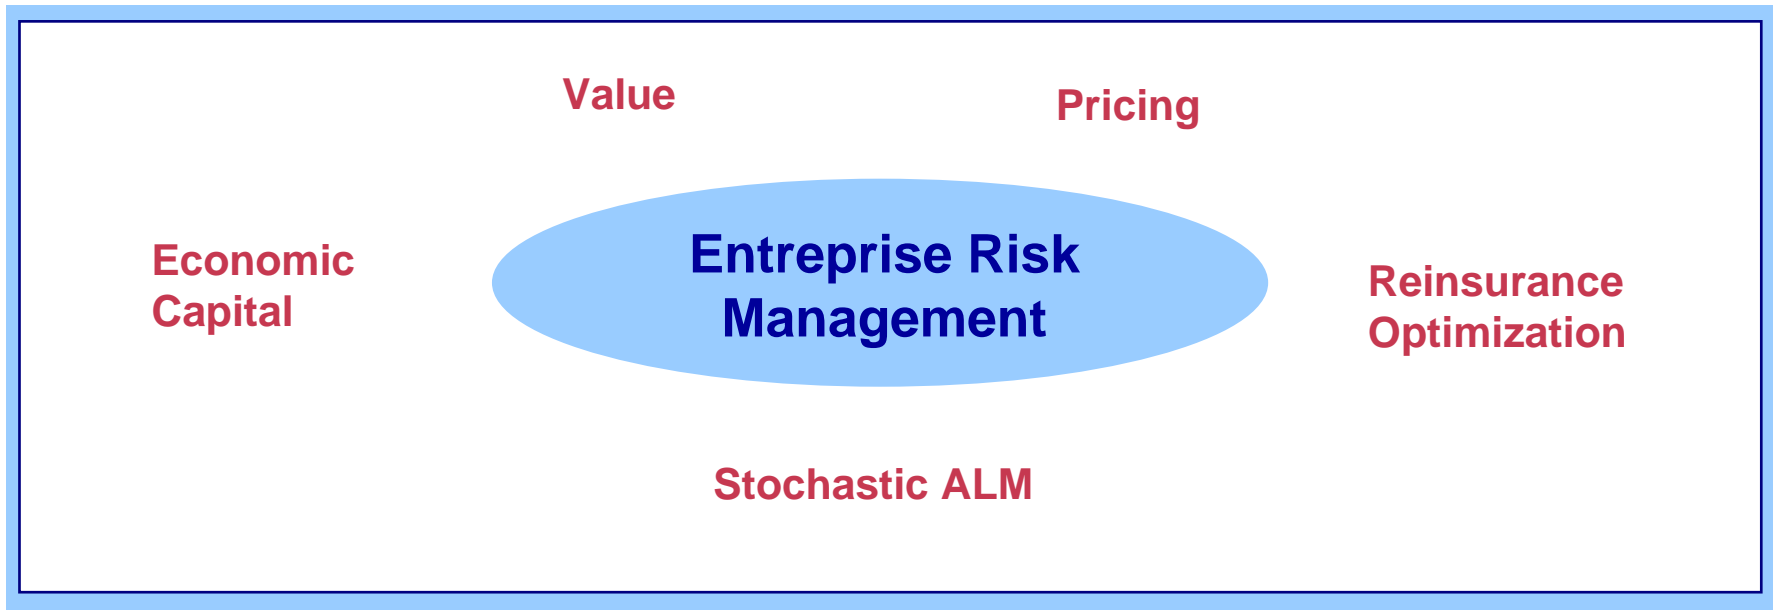 Value
Pricing
Economic
Capital
Entreprise Risk
Management
Reinsurance
Optimization
Stochastic ALM